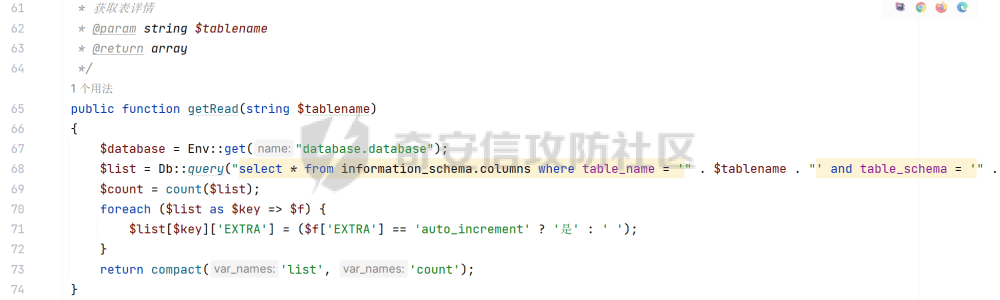 61 * 获取表详情
62 * @param string $tablename
63 * @return array
64 */
1 个用法
65 public function getRead(string $tablename)
66 {
67 $database = Env::get( name: "database.database");
68 $list = Db::query("select * from information_schema.columns where table_name = '" . $tablename . "' and table_schema = '" .
69 $count = count($list);
70 foreach ($list as $key => $f) {
71 $list[$key]['EXTRA'] = ($f['EXTRA'] == 'auto_increment' ? '是' : ' ');
72 }
73 return compact( var_names: 'list', var_names: 'count');
74 }
奇安信攻防社区